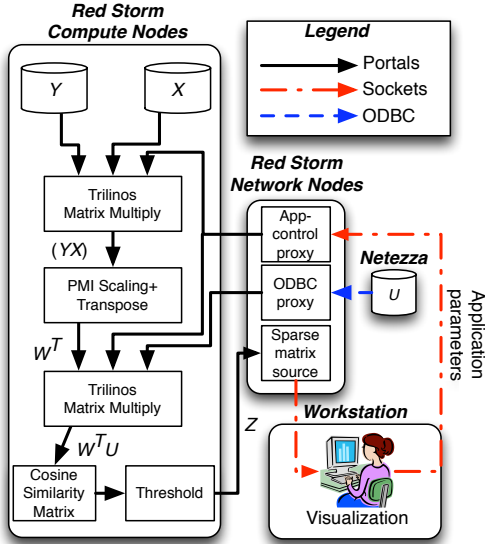 Red Storm
Compute Nodes
Y
X
Trilinos
Matrix Multiply
(YX)
PMI Scaling+
Transpose
W^T
Trilinos
Matrix Multiply
W^T U
Cosine
Similarity
Matrix
Threshold
Legend
Portals
Sockets
ODBC
Red Storm
Network Nodes
App-
control
proxy
ODBC
proxy
Sparse
matrix
source
Netezza
U
Application
parameters
Z
Workstation
Visualization